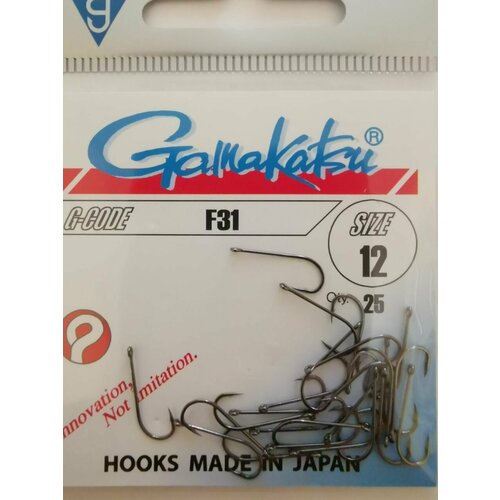 g
Gamakatsu®
G-CODE
F31
SIZE
12
Qty.
25
Innovation,
Not Imitation.
HOOKS MADE IN JAPAN